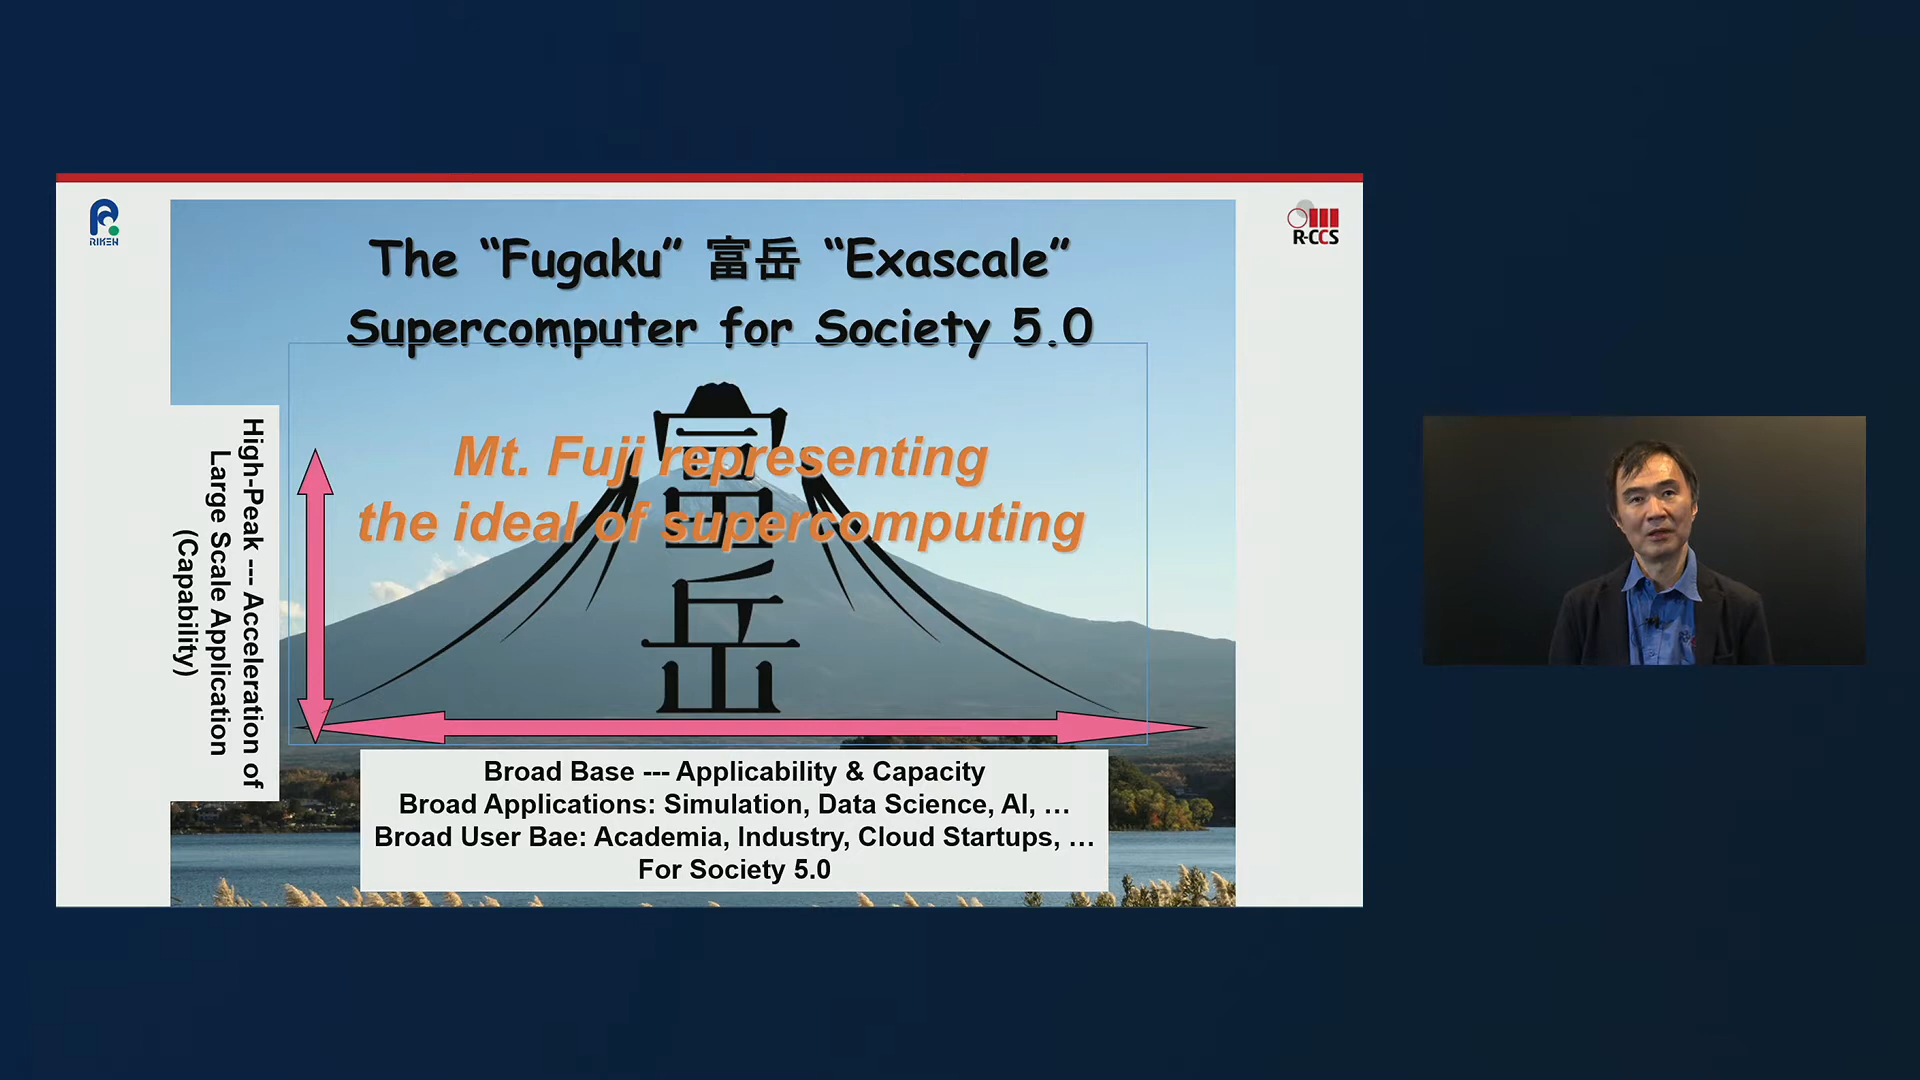 RIKEN
R-CCS
The “Fugaku” 富岳 “Exascale”
Supercomputer for Society 5.0
Mt. Fuji representing
the ideal of supercomputing
富
岳
High-Peak --- Acceleration of
Large Scale Application
(Capability)
Broad Base --- Applicability & Capacity
Broad Applications: Simulation, Data Science, AI, …
Broad User Bae: Academia, Industry, Cloud Startups, …
For Society 5.0